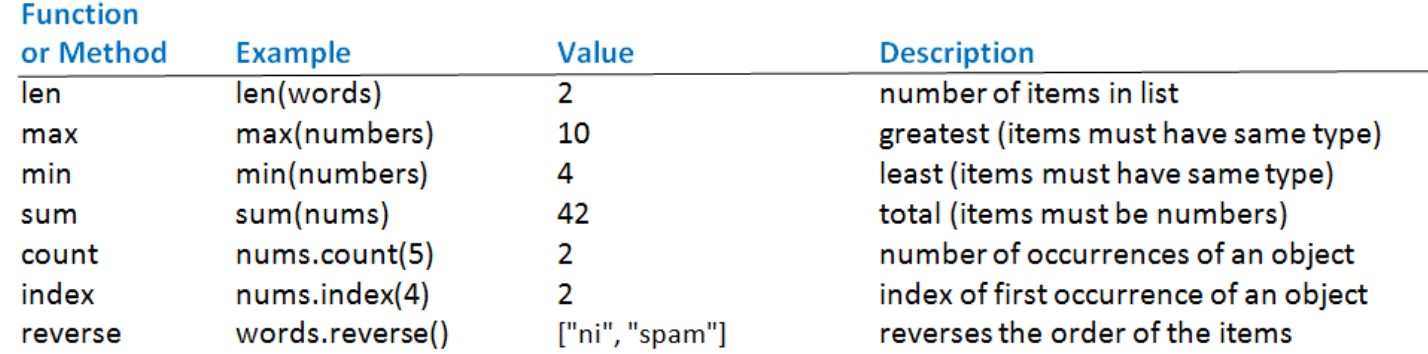 Function
or Method Example Value Description
len len(words) 2 number of items in list
max max(numbers) 10 greatest (items must have same type)
min min(numbers) 4 least (items must have same type)
sum sum(nums) 42 total (items must be numbers)
count nums.count(5) 2 number of occurrences of an object
index nums.index(4) 2 index of first occurrence of an object
reverse words.reverse() ["ni", "spam"] reverses the order of the items